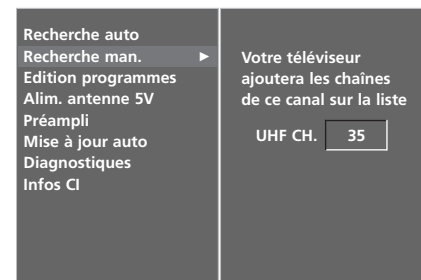 Recherche auto
Recherche man. ►
Edition programmes
Alim. antenne 5V
Préampli
Mise à jour auto
Diagnostiques
Infos CI
Votre téléviseur
ajoutera les chaînes
de ce canal sur la liste
UHF CH. 35